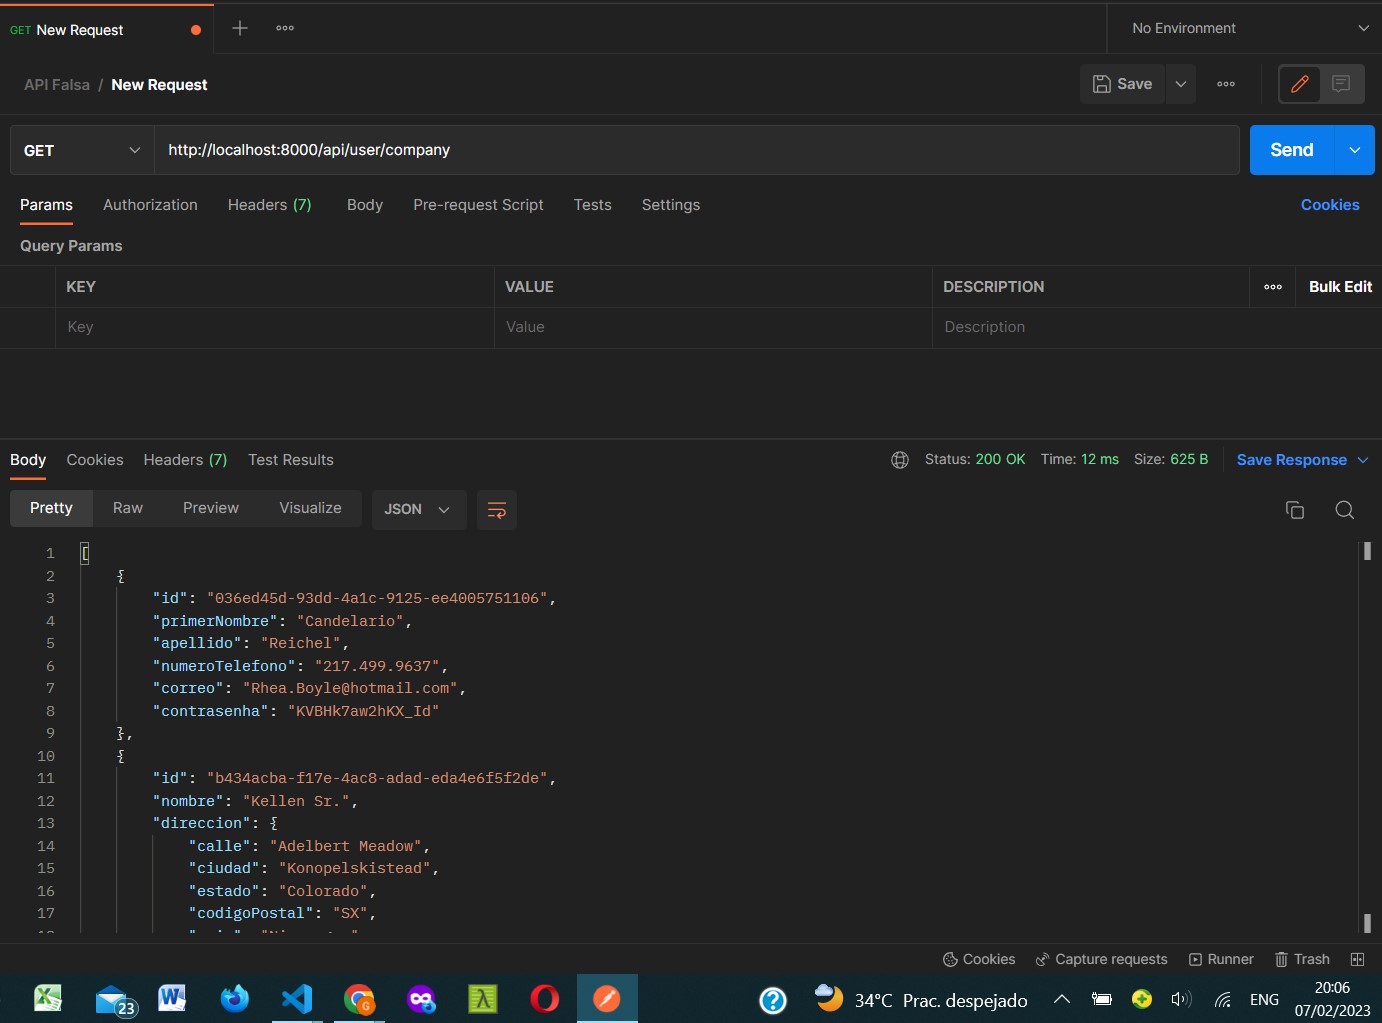 GET New Request
No Environment
API Falsa / New Request
Save
GET
http://localhost:8000/api/user/company
Send
Params Authorization Headers (7) Body Pre-request Script Tests Settings Cookies
Query Params
KEY VALUE DESCRIPTION Bulk Edit
Key Value Description
Body Cookies Headers (7) Test Results Status: 200 OK Time: 12 ms Size: 625 B Save Response
Pretty Raw Preview Visualize JSON
1 [
2 {
3 "id": "036ed45d-93dd-4a1c-9125-ee4005751106",
4 "primerNombre": "Candelario",
5 "apellido": "Reichel",
6 "numeroTelefono": "217.499.9637",
7 "correo": "Rhea.Boyle@hotmail.com",
8 "contrasenha": "KVBHk7aw2hKX_Id"
9 },
10 {
11 "id": "b434acba-f17e-4ac8-adad-eda4e6f5f2de",
12 "nombre": "Kellen Sr.",
13 "direccion": {
14 "calle": "Adelbert Meadow",
15 "ciudad": "Konopelskistead",
16 "estado": "Colorado",
17 "codigoPostal": "SX",
Cookies Capture requests Runner Trash
23
34°C Prac. despejado
ENG
20:06
07/02/2023